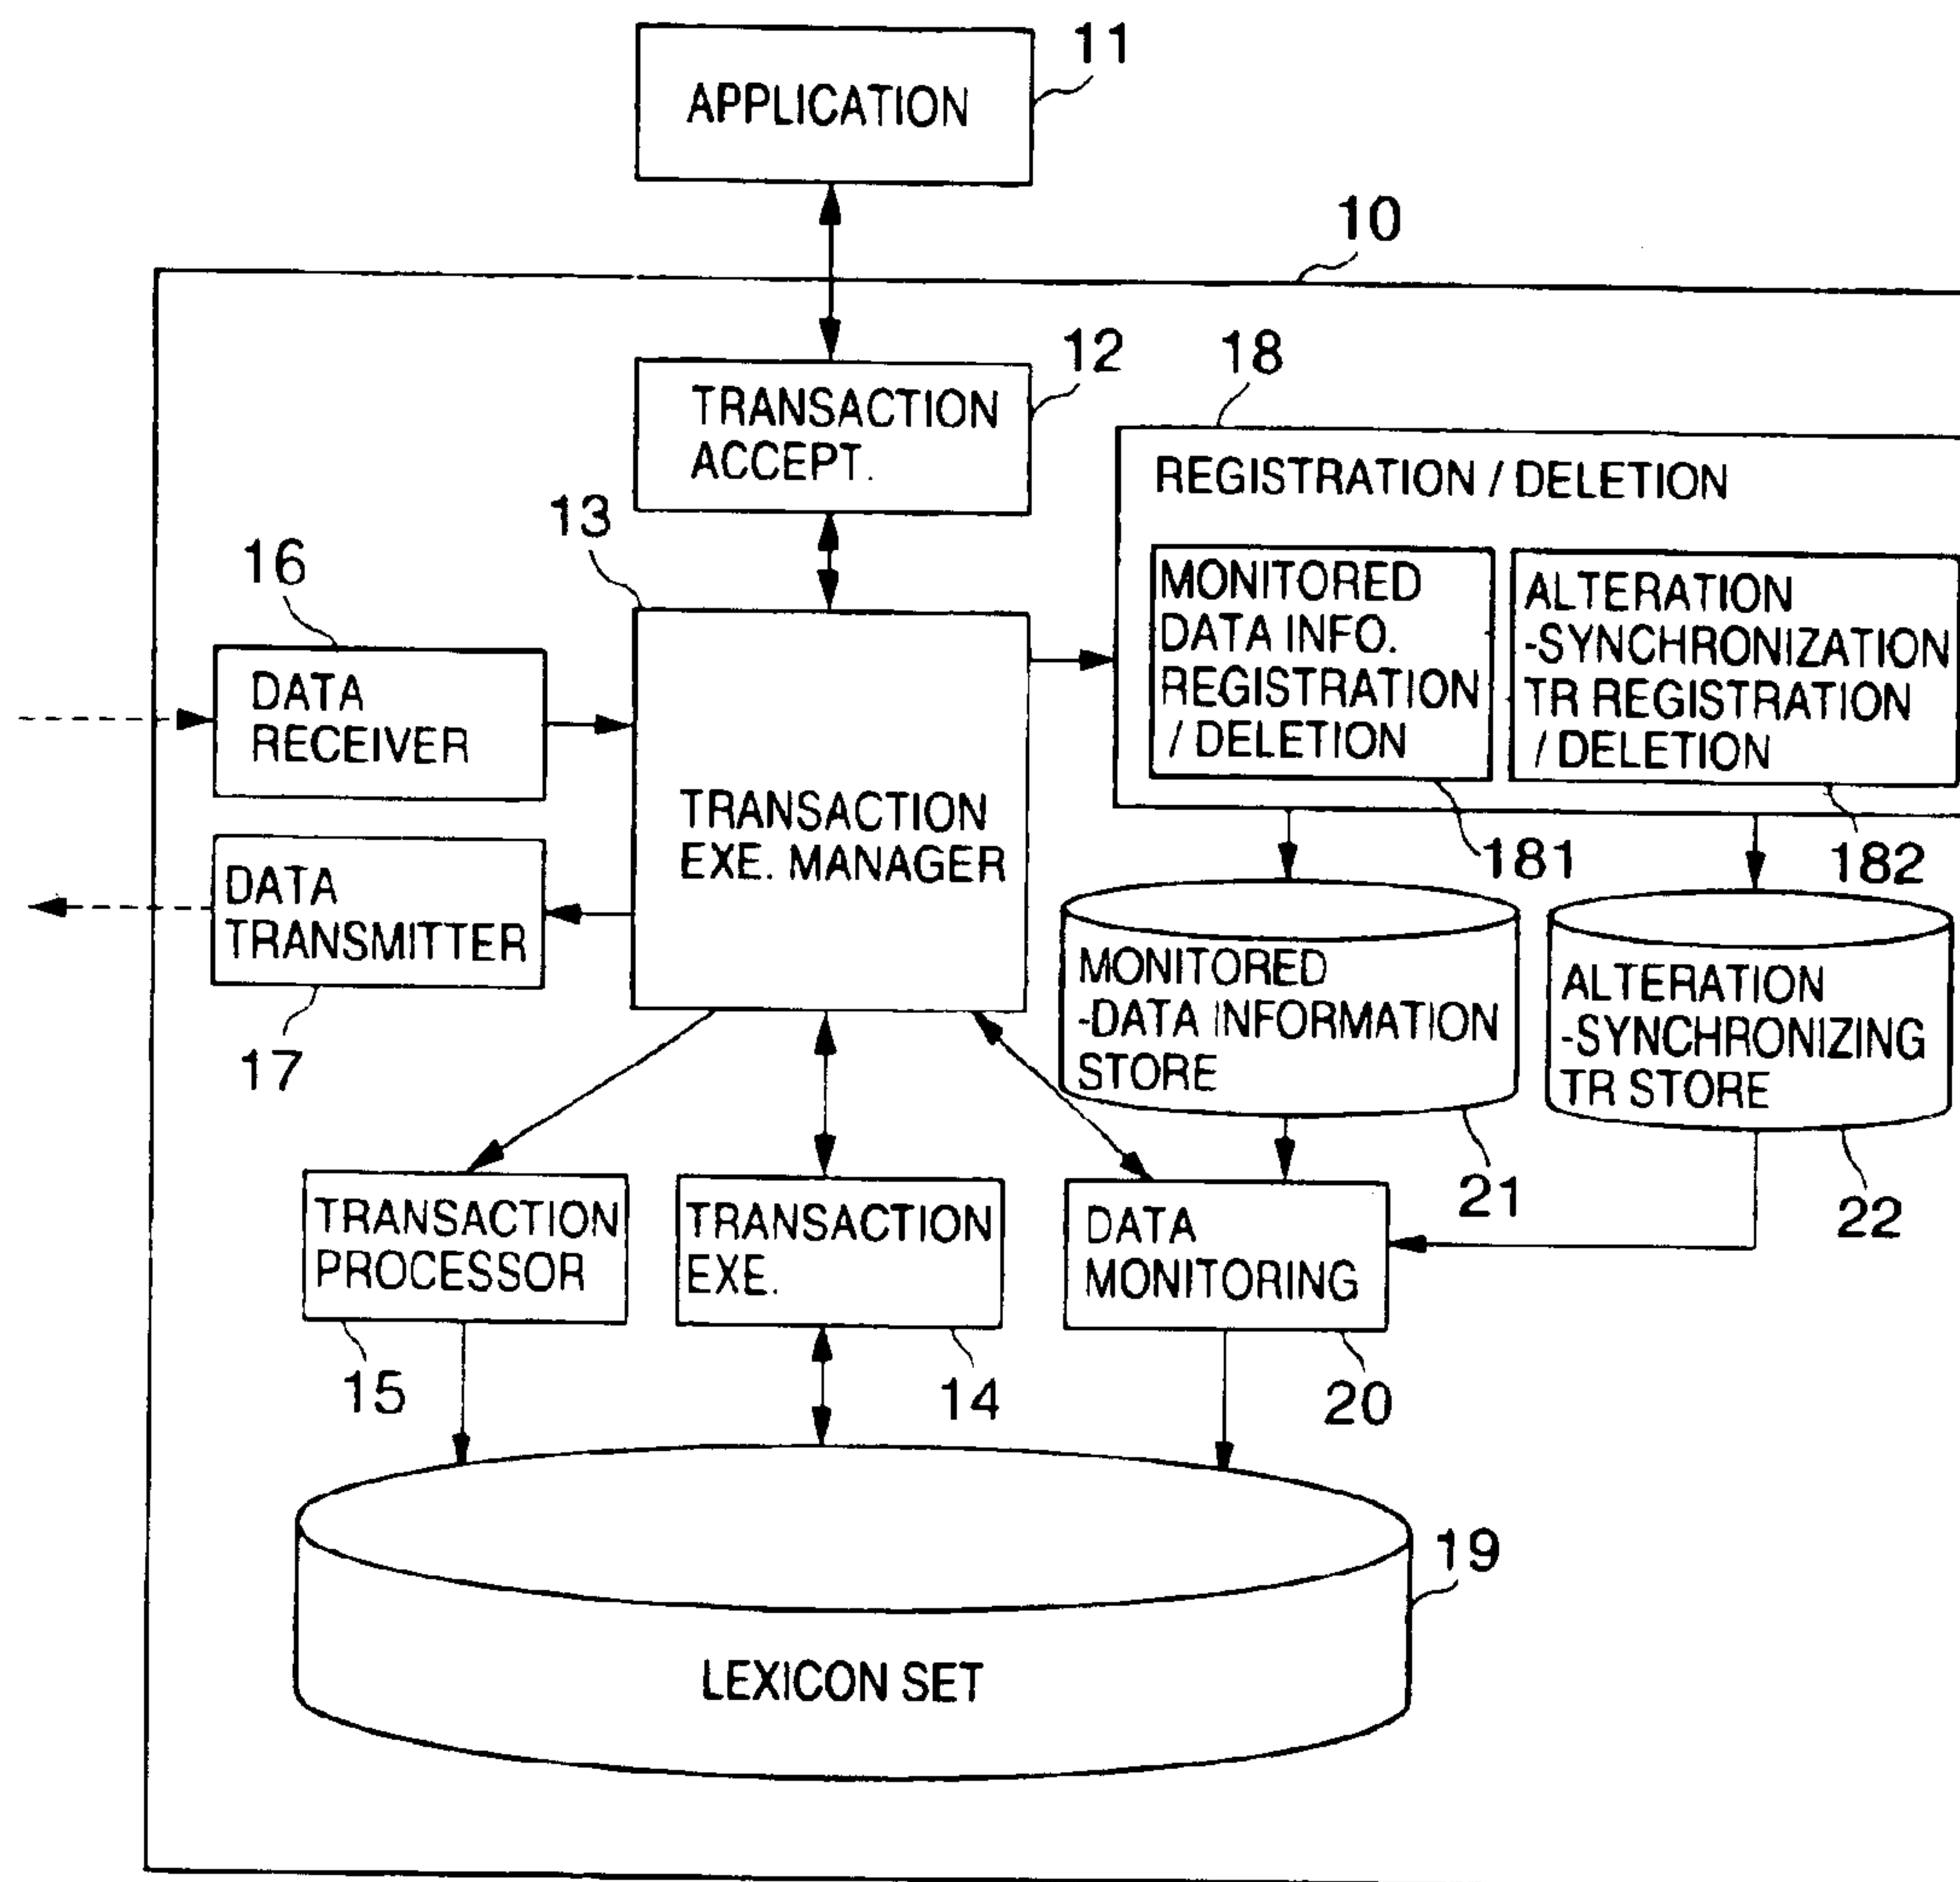 11
APPLICATION
10
12
TRANSACTION
ACCEPT.
18
REGISTRATION / DELETION
13
16
MONITORED
DATA INFO.
REGISTRATION
/ DELETION
ALTERATION
-SYNCHRONIZATION
TR REGISTRATION
/ DELETION
DATA
RECEIVER
TRANSACTION
EXE. MANAGER
181
182
DATA
TRANSMITTER
17
MONITORED
-DATA INFORMATION
STORE
ALTERATION
-SYNCHRONIZING
TR STORE
21
22
TRANSACTION
PROCESSOR
TRANSACTION
EXE.
DATA
MONITORING
15
14
20
19
LEXICON SET